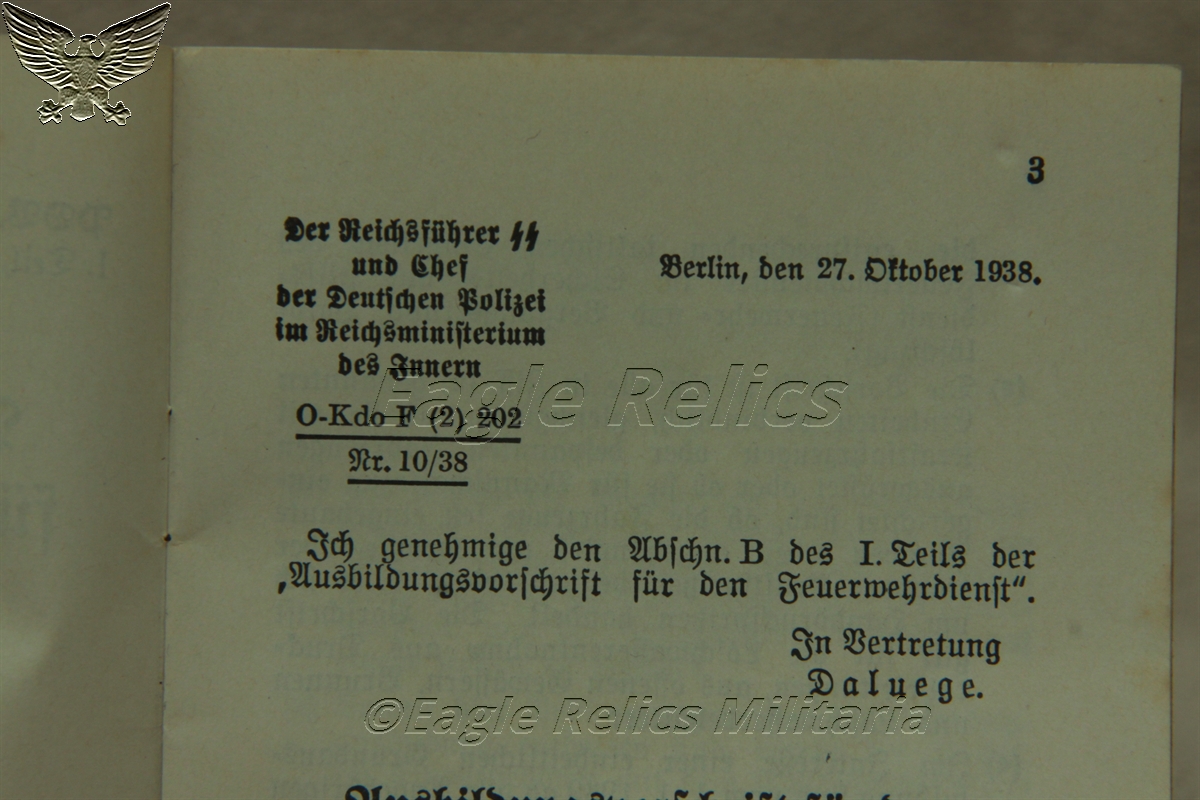 3
Der Reichsführer ᛋᛋ
und Chef
der Deutschen Polizei
im Reichsministerium
des Innern
Berlin, den 27. Oktober 1938.
O-Kdo F (2) 202
Nr. 10/38
Eagle Relics
Ich genehmige den Abschn. B des I. Teils der
„Ausbildungsvorschrift für den Feuerwehrdienst“.
In Vertretung
Daluege.
©Eagle Relics Militaria